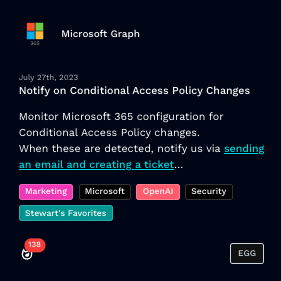 365
Microsoft Graph
July 27th, 2023
Notify on Conditional Access Policy Changes
Monitor Microsoft 365 configuration for
Conditional Access Policy changes.
When these are detected, notify us via sending
an email and creating a ticket...
Marketing Microsoft OpenAI Security
Stewart's Favorites
138
EGG